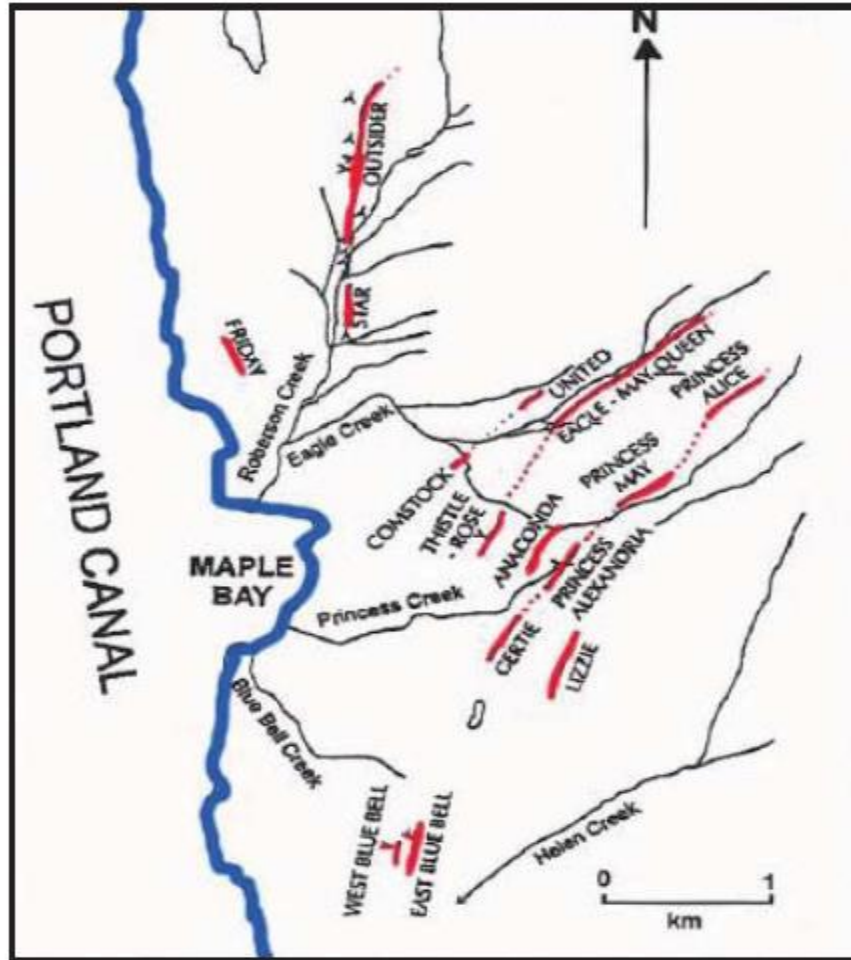 N
OUTSIDER
STAR
FRIDAY
PORTLAND CANAL
Roberson Creek
Eagle Creek
UNITED
EAGLE - MAY QUEEN
PRINCESS
ALICE
PRINCESS
MAY
COMSTOCK
THISTLE
- ROSE
ANACONDA
PRINCESS
ALEXANDRIA
MAPLE
BAY
Princess Creek
GERTIE
LIZZIE
Blue Bell Creek
WEST BLUE BELL
EAST BLUE BELL
Helen Creek
0 1
km